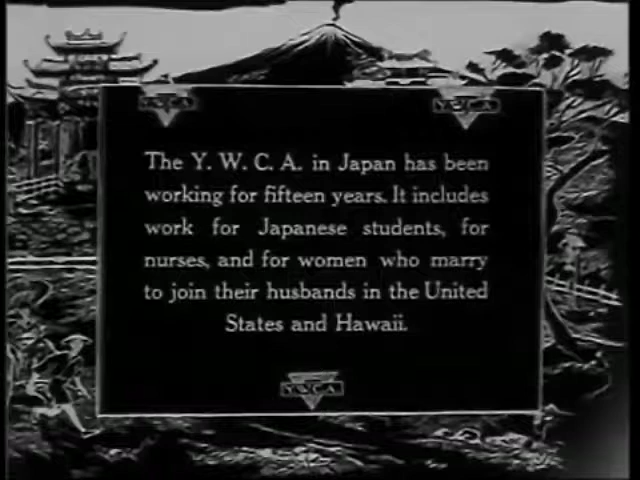 Y.W.C.A. Y.W.C.A.
The Y. W. C. A. in Japan has been
working for fifteen years. It includes
work for Japanese students, for
nurses, and for women who marry
to join their husbands in the United
States and Hawaii.
Y.W.C.A.